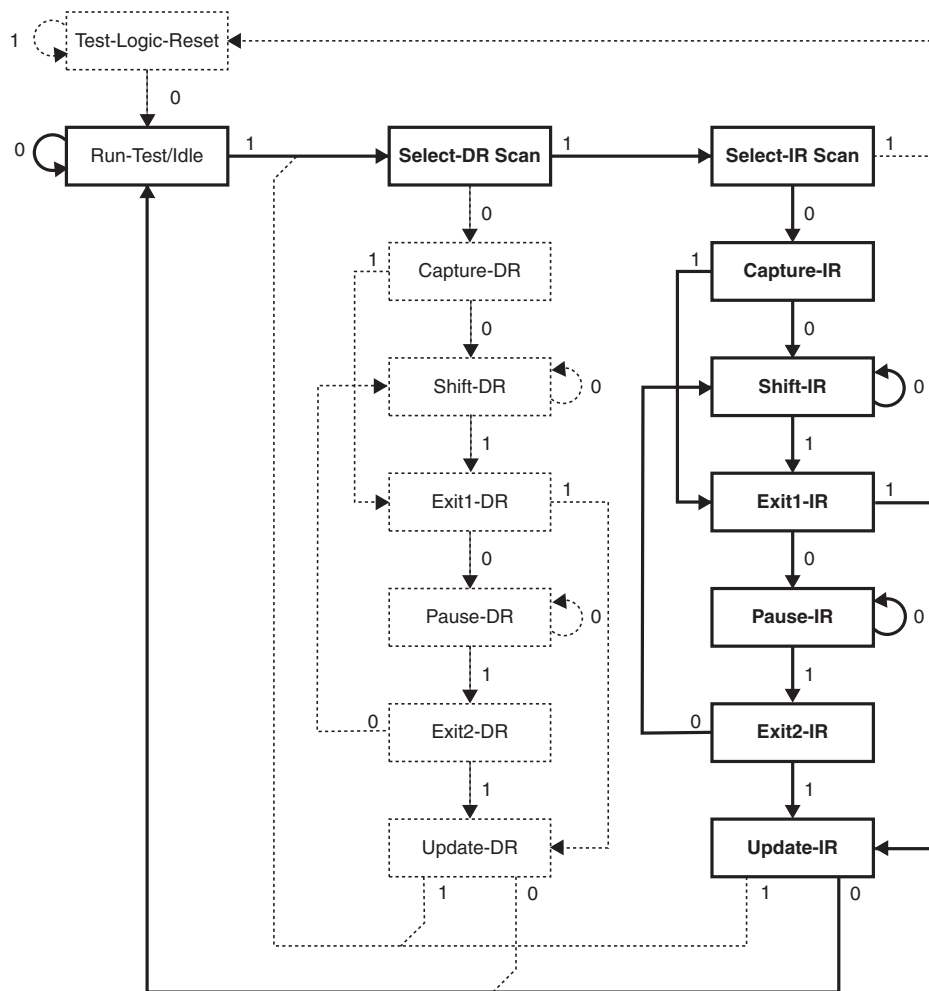 1
Test-Logic-Reset
0
0
Run-Test/Idle
1
Select-DR Scan
1
Select-IR Scan
1
0
0
1
Capture-DR
1
Capture-IR
0
0
Shift-DR
0
Shift-IR
0
1
1
Exit1-DR
1
Exit1-IR
1
0
0
Pause-DR
0
Pause-IR
0
1
1
0
Exit2-DR
0
Exit2-IR
1
1
Update-DR
Update-IR
1
0
1
0